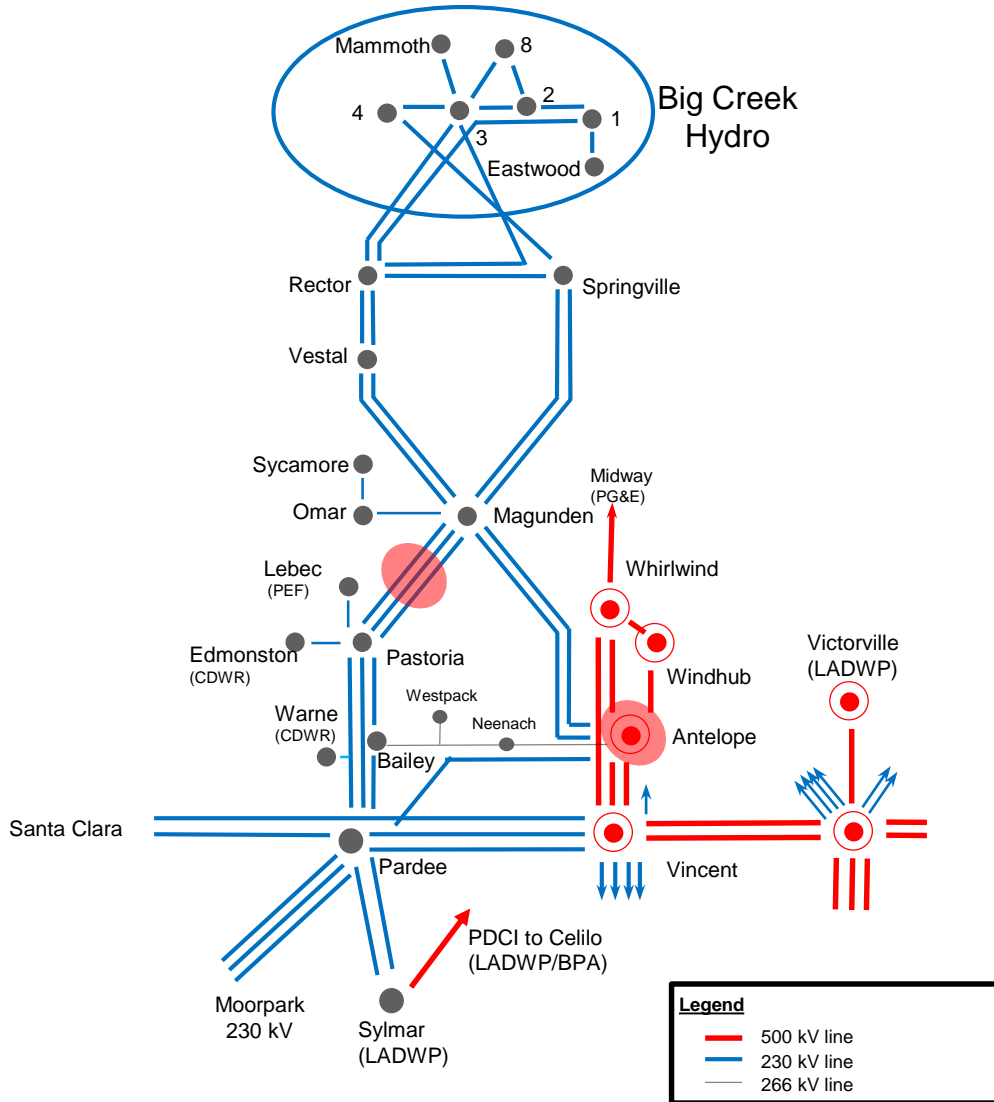 Mammoth
8
4
2
1
3
Eastwood
Big Creek
Hydro
Rector
Springville
Vestal
Sycamore
Omar
Magunden
Midway
(PG&E)
Lebec
(PEF)
Whirlwind
Edmonston
(CDWR)
Pastoria
Windhub
Victorville
(LADWP)
Warne
(CDWR)
Westpack
Neenach
Bailey
Antelope
Santa Clara
Pardee
Vincent
PDCI to Celilo
(LADWP/BPA)
Moorpark
230 kV
Sylmar
(LADWP)
Legend
500 kV line
230 kV line
266 kV line